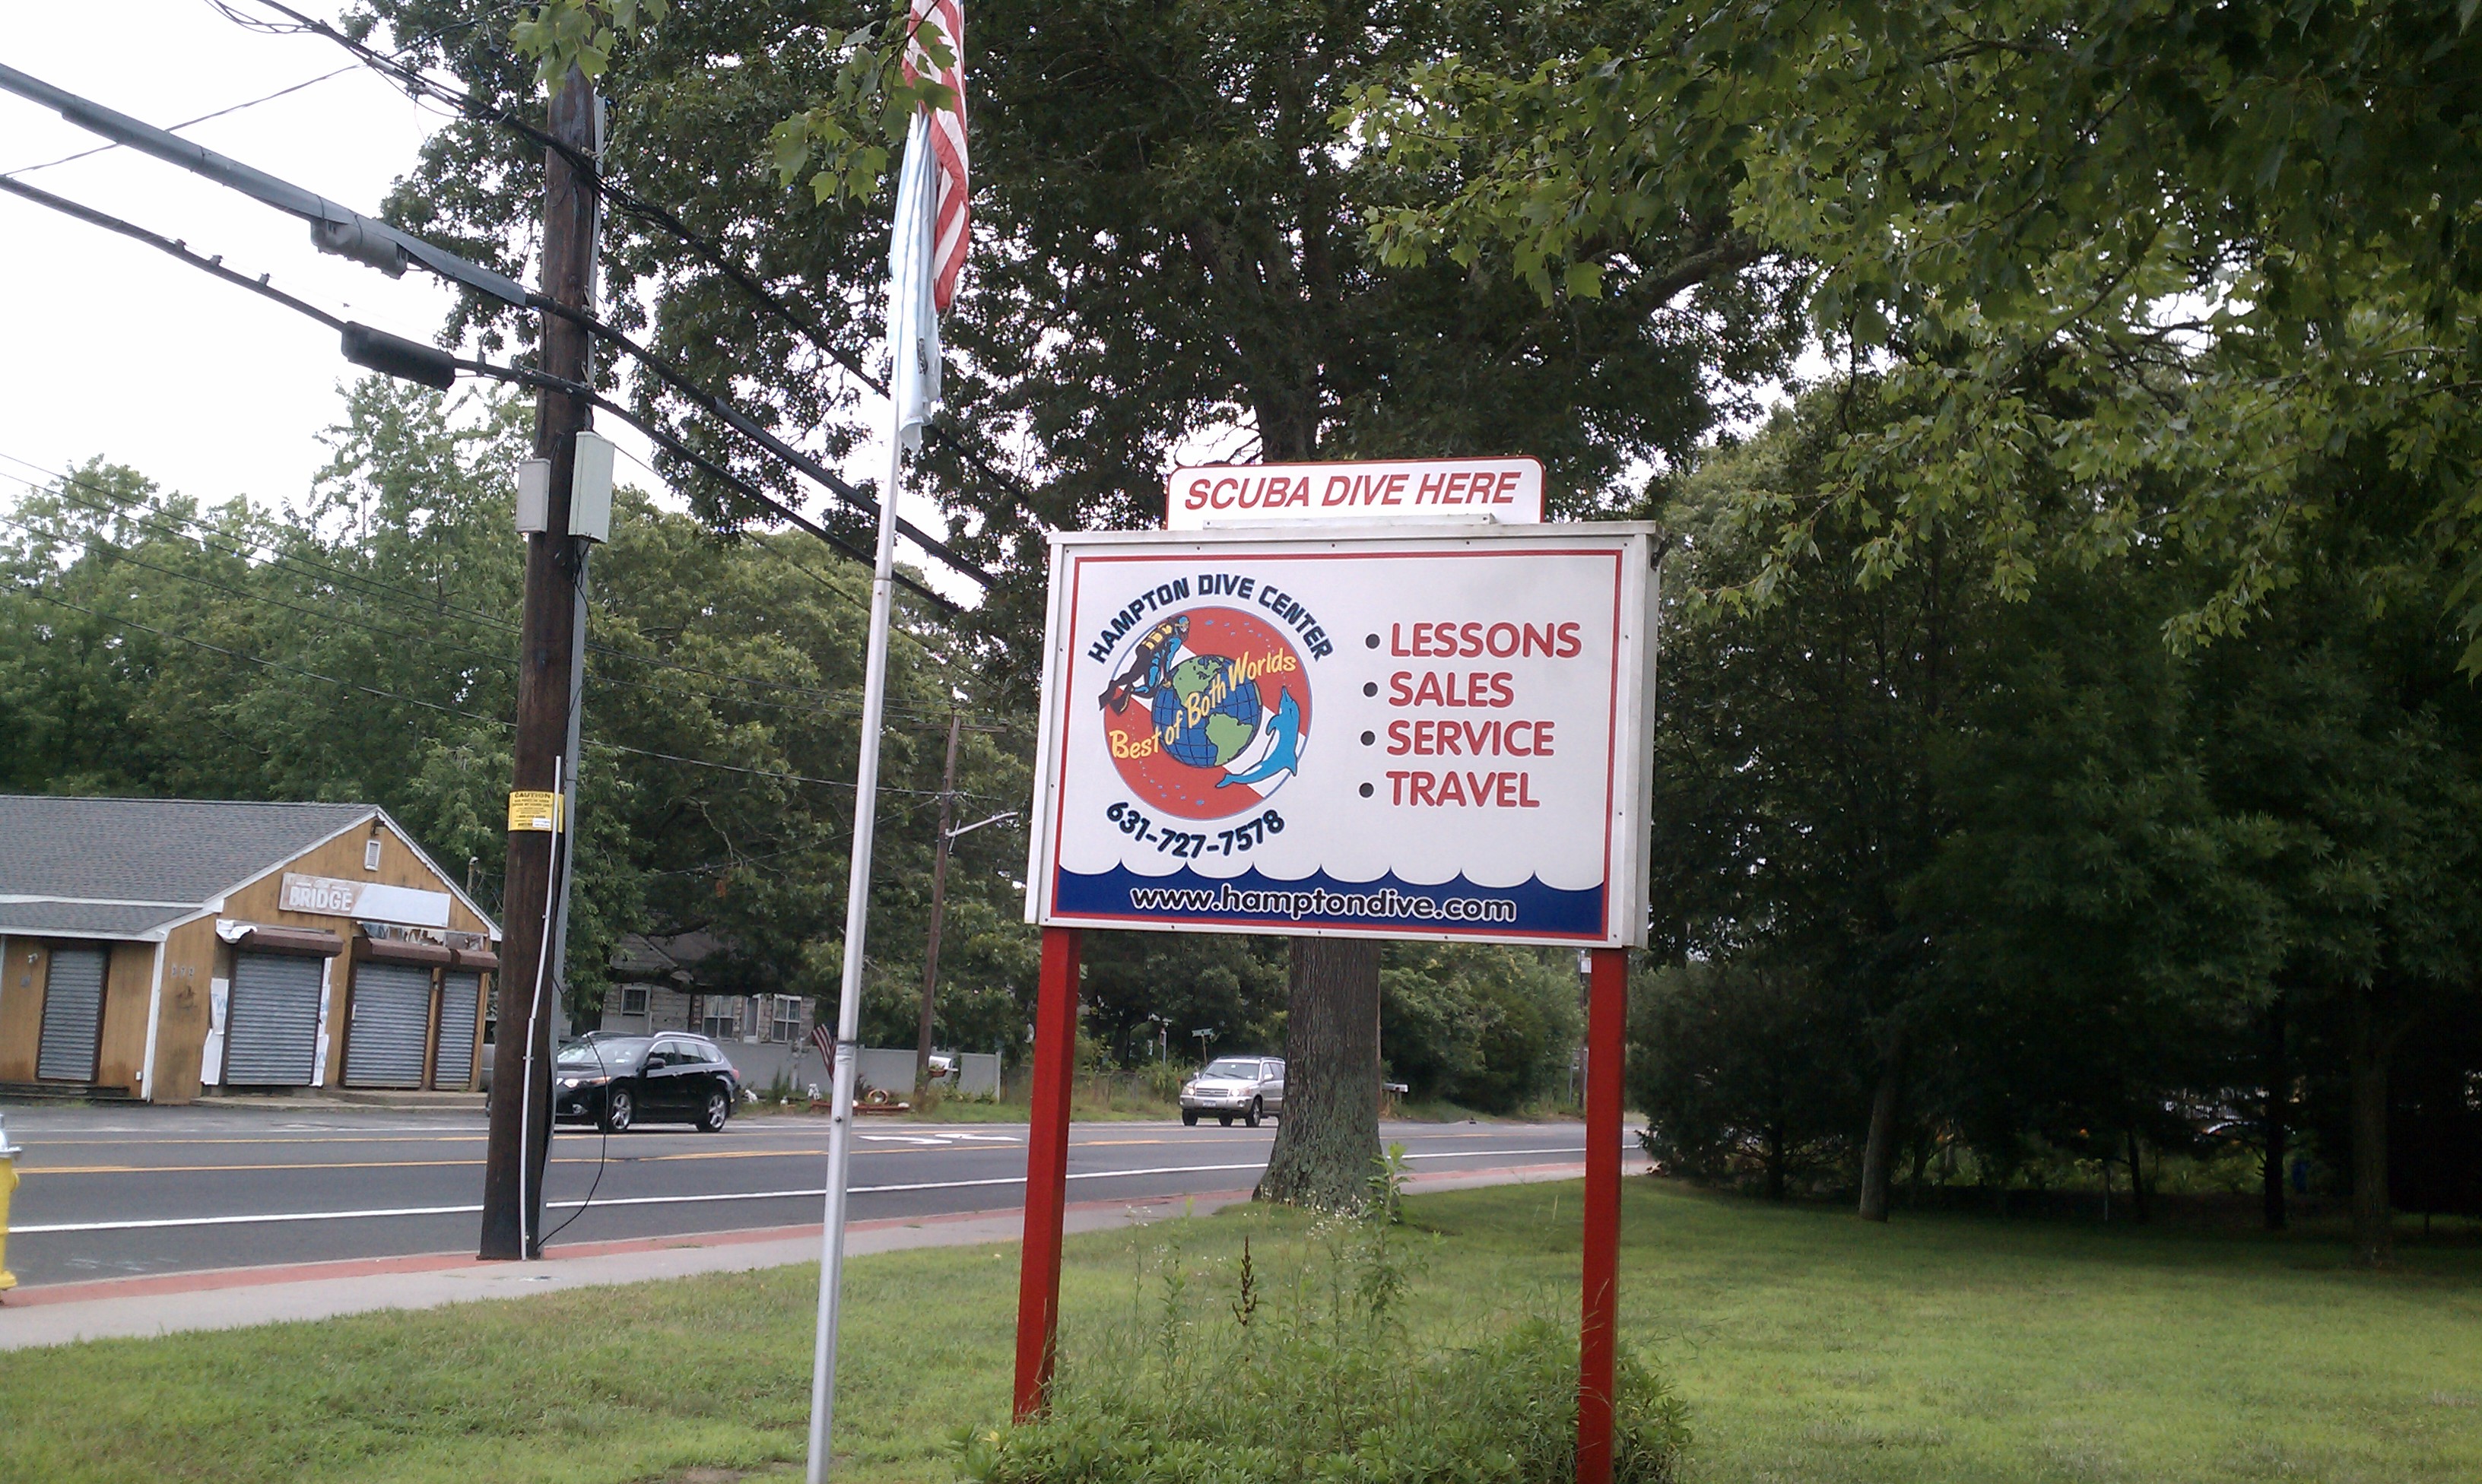 SCUBA DIVE HERE
HAMPTON DIVE CENTER
Best of Both Worlds
631-727-7578
• LESSONS
• SALES
• SERVICE
• TRAVEL
www.hamptondive.com
BRIDGE
CAUTION